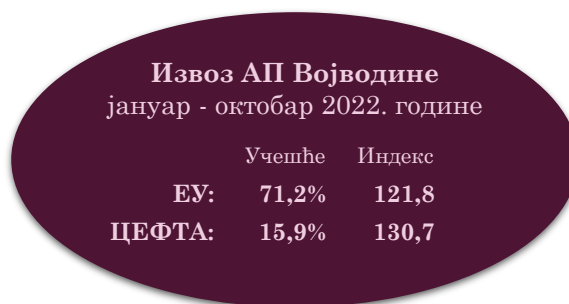 Извоз АП Војводине
јануар - октобар 2022. године
Учешће Индекс
ЕУ: 71,2% 121,8
ЦЕФТА: 15,9% 130,7